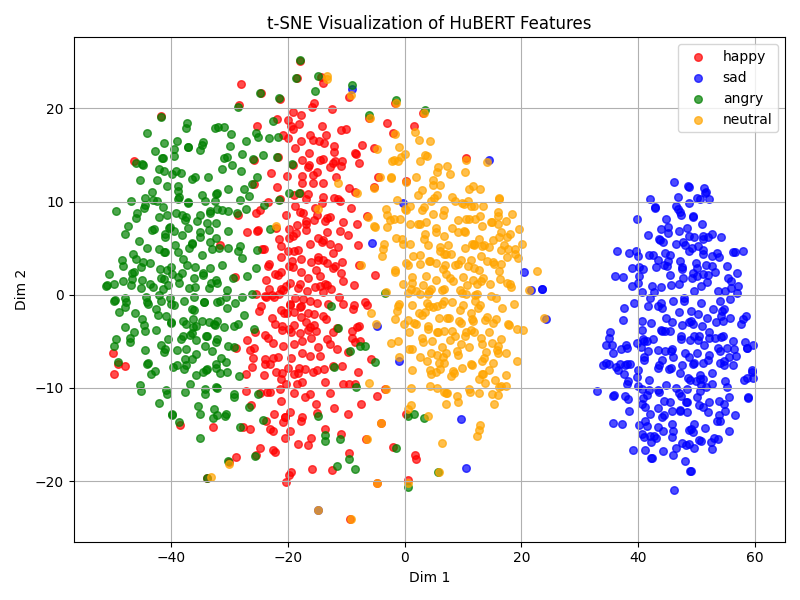 t-SNE Visualization of HuBERT Features
happy
sad
angry
neutral
Dim 2
20
10
0
−10
−20
−40
−20
0
20
40
60
Dim 1